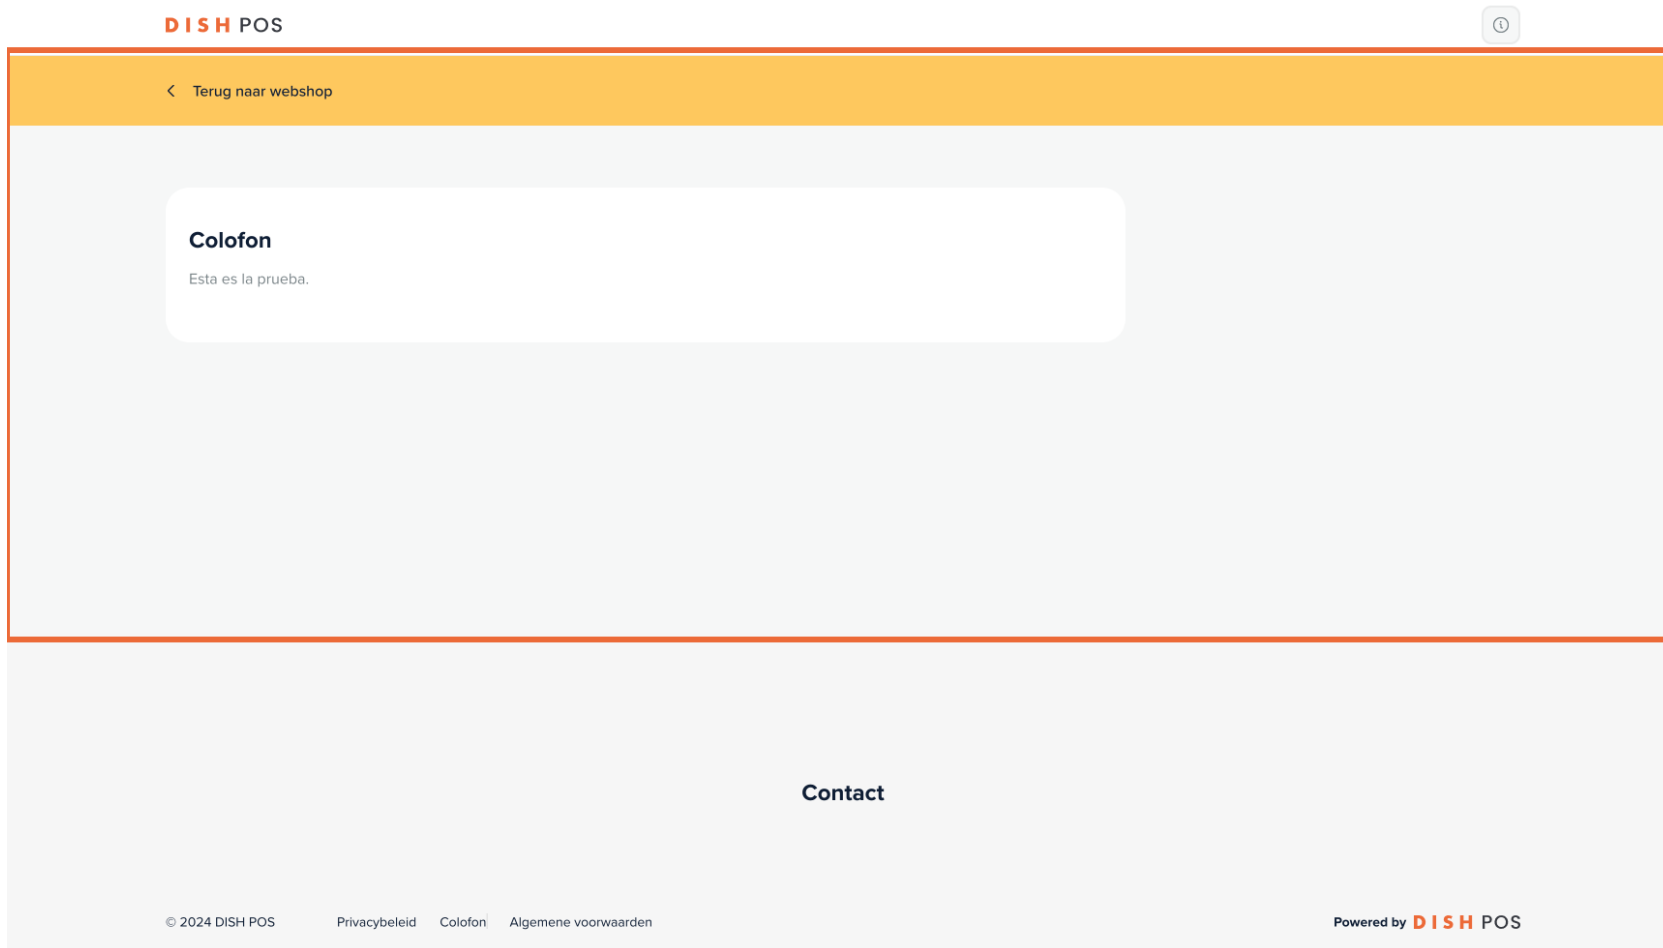 DISH POS
Terug naar webshop
Colofon
Esta es la prueba.
Contact
© 2024 DISH POS Privacybeleid Colofon Algemene voorwaarden Powered by DISH POS